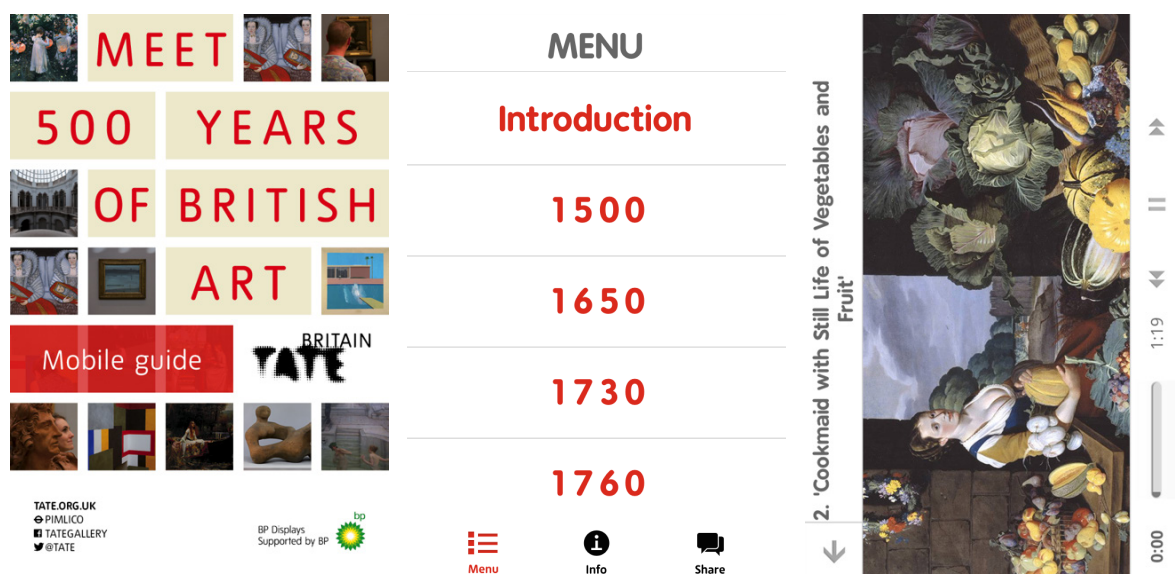 MEET
500 YEARS
OF BRITISH
ART
Mobile guide
BRITAIN
TATE
TATE.ORG.UK
PIMLICO
TATEGALLERY
@TATE
bp
BP Displays
Supported by BP
MENU
Introduction
1500
1650
1730
1760
Menu
Info
Share
2. 'Cookmaid with Still Life of Vegetables and
Fruit'
0:00
1:19